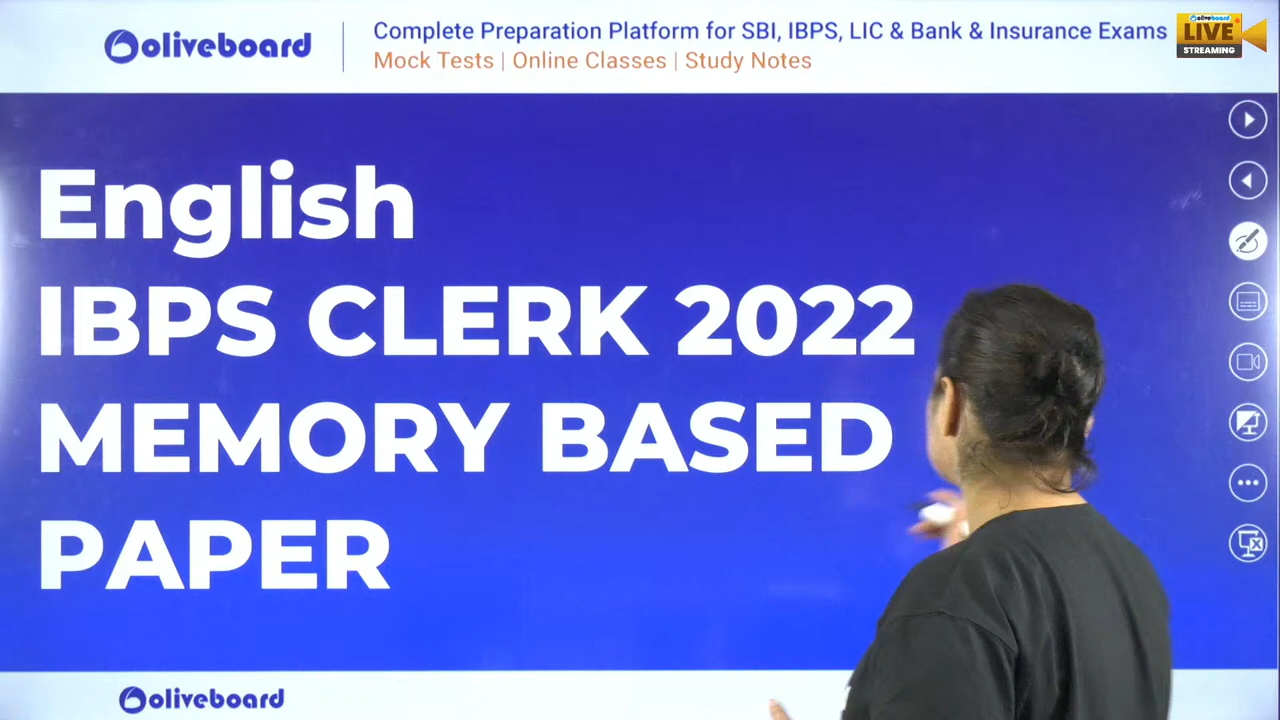 oliveboard
Complete Preparation Platform for SBI, IBPS, LIC & Bank & Insurance Exams
Mock Tests | Online Classes | Study Notes
oliveboard
LIVE
STREAMING
English
IBPS CLERK 2022
MEMORY BASED
PAPER
oliveboard